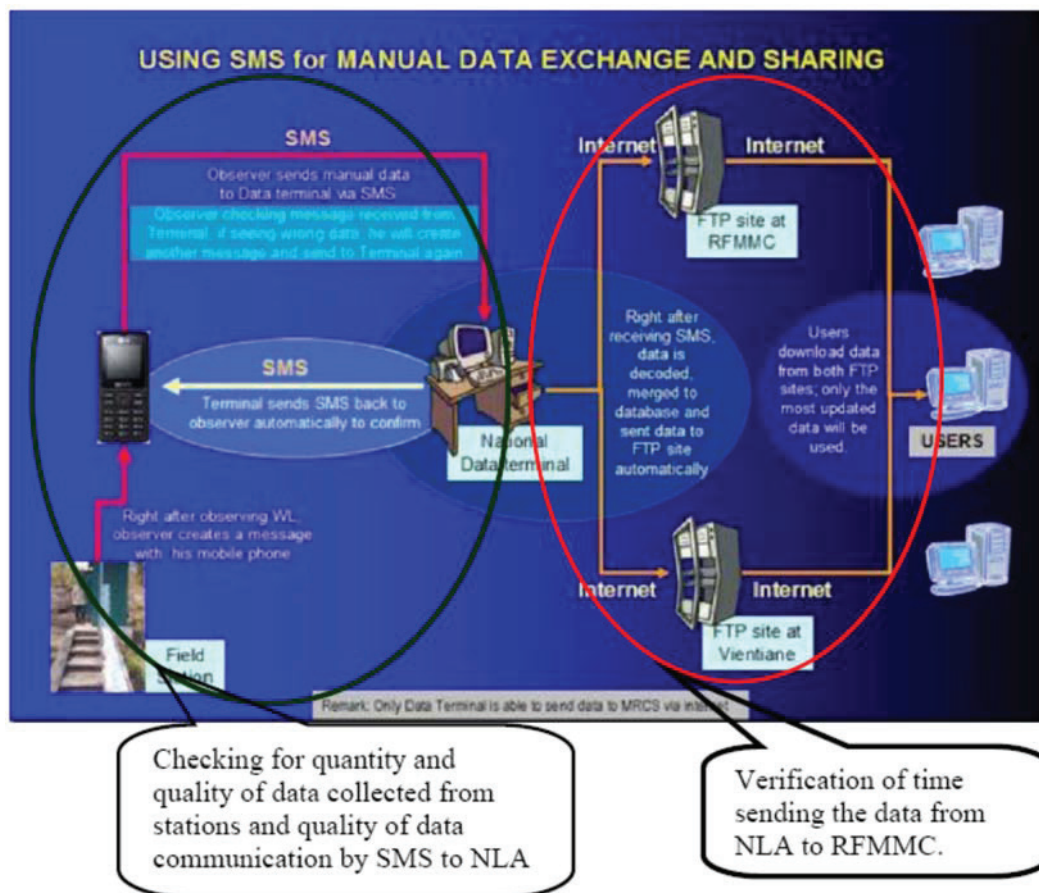 USING SMS for MANUAL DATA EXCHANGE AND SHARING
SMS
Observer sends manual data
to Data terminal via SMS
Observer checking message received from
Terminal, if seeing wrong data, he will create
another message and send to Terminal again
SMS
Terminal sends SMS back to
observer automatically to confirm
National
Data terminal
Right after observing WL,
observer creates a message
with his mobile phone
Field
Station
Internet
Internet
FTP site at
RFMMC
Right after
receiving SMS,
data is
decoded,
merged to
database and
sent data to
FTP site
automatically
Users
download data
from both FTP
sites; only the
most updated
data will be
used.
USERS
Internet
Internet
FTP site at
Vientiane
Remark: Only Data Terminal is able to send data to MRCS via internet
Checking for quantity and
quality of data collected from
stations and quality of data
communication by SMS to NLA
Verification of time
sending the data from
NLA to RFMMC.